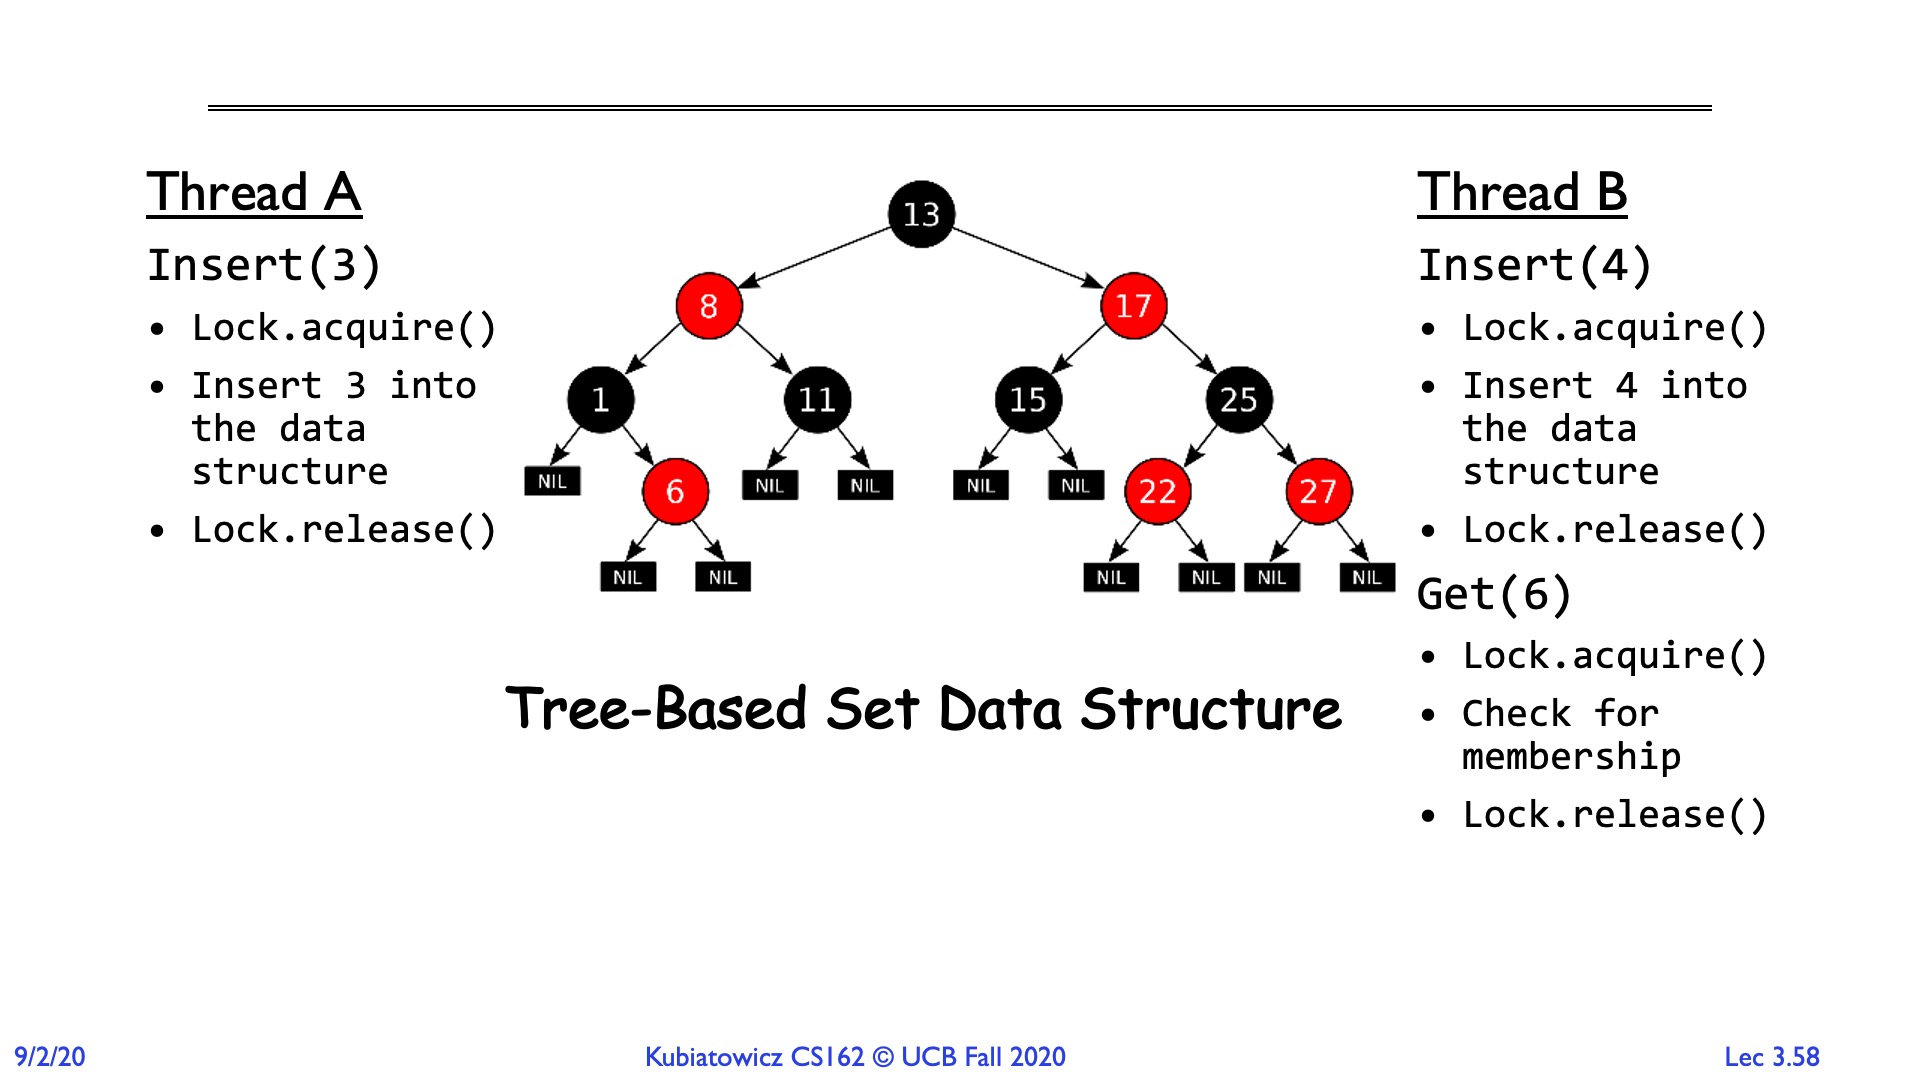 Thread A
Insert(3)
• Lock.acquire()
• Insert 3 into
the data
structure
• Lock.release()
13
8
17
1
11
15
25
NIL
6
NIL
NIL
NIL
NIL
22
27
NIL
NIL
NIL
NIL
NIL
NIL
Tree-Based Set Data Structure
Thread B
Insert(4)
• Lock.acquire()
• Insert 4 into
the data
structure
• Lock.release()
Get(6)
• Lock.acquire()
• Check for
membership
• Lock.release()
9/2/20
Kubiatowicz CS162 © UCB Fall 2020
Lec 3.58